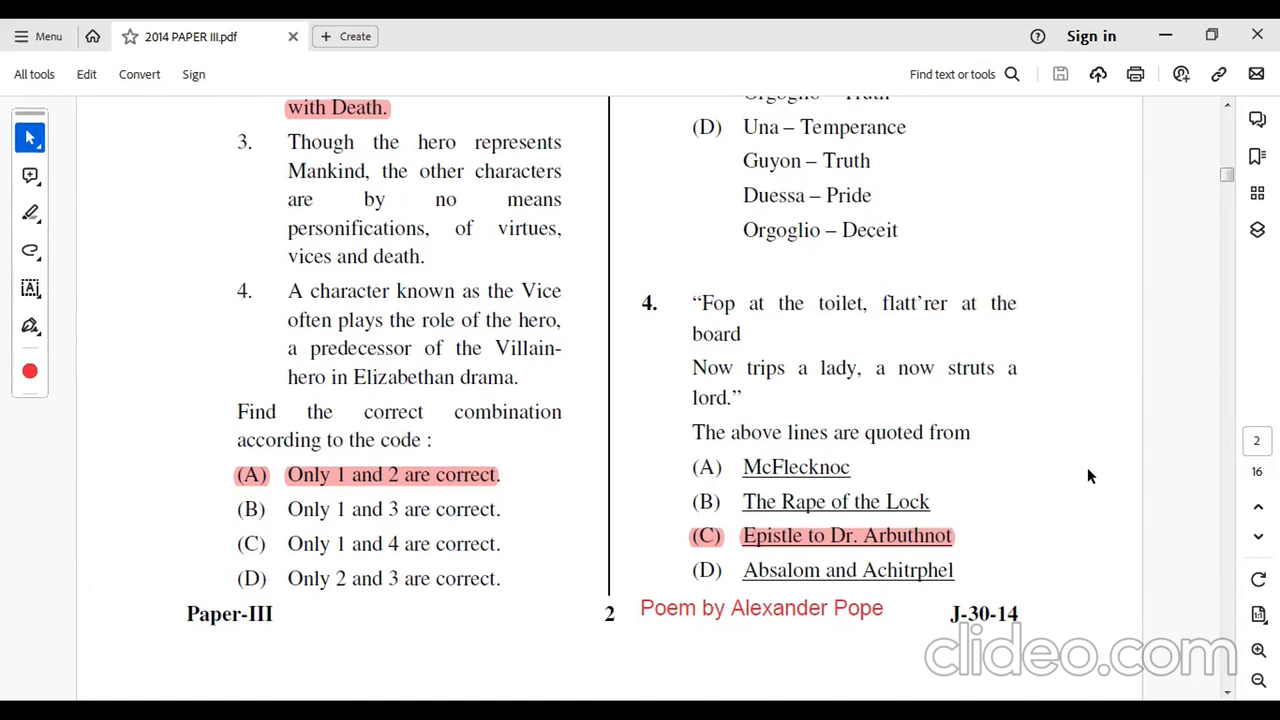 Menu
2014 PAPER III.pdf
Create
Sign in
All tools
Edit
Convert
Sign
Find text or tools
with Death.
3. Though the hero represents
Mankind, the other characters
are by no means
personifications, of virtues,
vices and death.
4. A character known as the Vice
often plays the role of the hero,
a predecessor of the Villain-
hero in Elizabethan drama.
Find the correct combination
according to the code :
(A) Only 1 and 2 are correct.
(B) Only 1 and 3 are correct.
(C) Only 1 and 4 are correct.
(D) Only 2 and 3 are correct.
Orgoglio – Truth
(D) Una – Temperance
Guyon – Truth
Duessa – Pride
Orgoglio – Deceit
4. “Fop at the toilet, flatt’rer at the
board
Now trips a lady, a now struts a
lord.”
The above lines are quoted from
(A) McFlecknoc
(B) The Rape of the Lock
(C) Epistle to Dr. Arbuthnot
(D) Absalom and Achitrphel
Paper-III
2
Poem by Alexander Pope
J-30-14
2
16
1:1
clideo.com